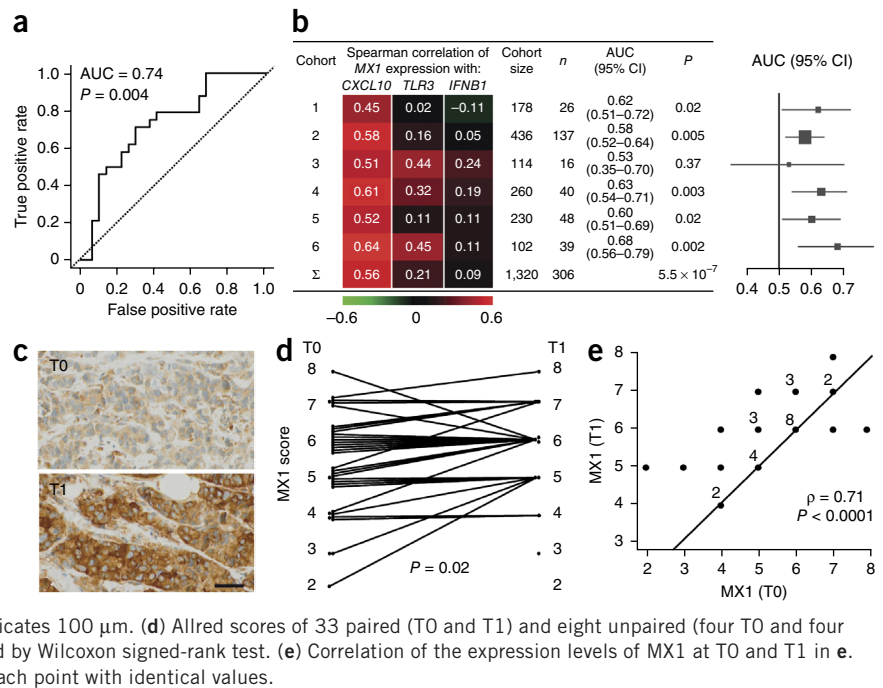 a
AUC = 0.74
P = 0.004
True positive rate
1.0
0.8
0.6
0.4
0.2
0
0 0.2 0.4 0.6 0.8 1.0
False positive rate
b
Cohort Spearman correlation of MX1 expression with: Cohort size n AUC (95% CI) P
CXCL10 TLR3 IFNB1
1 0.45 0.02 −0.11 178 26 0.62 (0.51–0.72) 0.02
2 0.58 0.16 0.05 436 137 0.58 (0.52–0.64) 0.005
3 0.51 0.44 0.24 114 16 0.53 (0.35–0.70) 0.37
4 0.61 0.32 0.19 260 40 0.63 (0.54–0.71) 0.003
5 0.52 0.11 0.11 230 48 0.60 (0.51–0.69) 0.02
6 0.64 0.45 0.11 102 39 0.68 (0.56–0.79) 0.002
Σ 0.56 0.21 0.09 1,320 306 5.5 × 10⁻⁷
−0.6 0 0.6
AUC (95% CI)
0.4 0.5 0.6 0.7
c
T0
T1
d
T0 T1
MX1 score
8 8
7 7
6 6
5 5
4 4
3 3
2 2
P = 0.02
e
MX1 (T1)
8
7
6
5
4
3
3 2
3 8
4
2
ρ = 0.71
P < 0.0001
2 3 4 5 6 7 8
MX1 (T0)
icates 100 μm. (d) Allred scores of 33 paired (T0 and T1) and eight unpaired (four T0 and four
d by Wilcoxon signed-rank test. (e) Correlation of the expression levels of MX1 at T0 and T1 in e.
ach point with identical values.